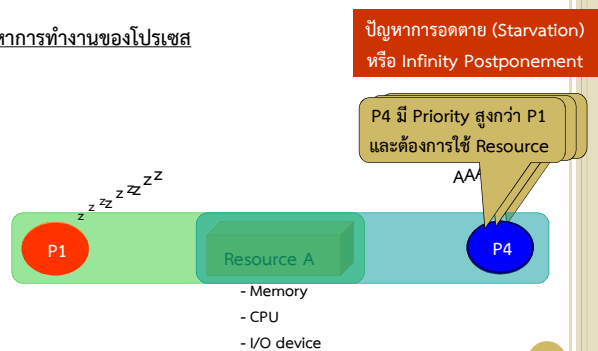 หาการทำงานของโปรเซส
ปัญหาการอดตาย (Starvation)
หรือ Infinity Postponement
P4 มี Priority สูงกว่า P1
และต้องการใช้ Resource
z z zz z zz z z
AAA
P1
Resource A
P4
- Memory
- CPU
- I/O device